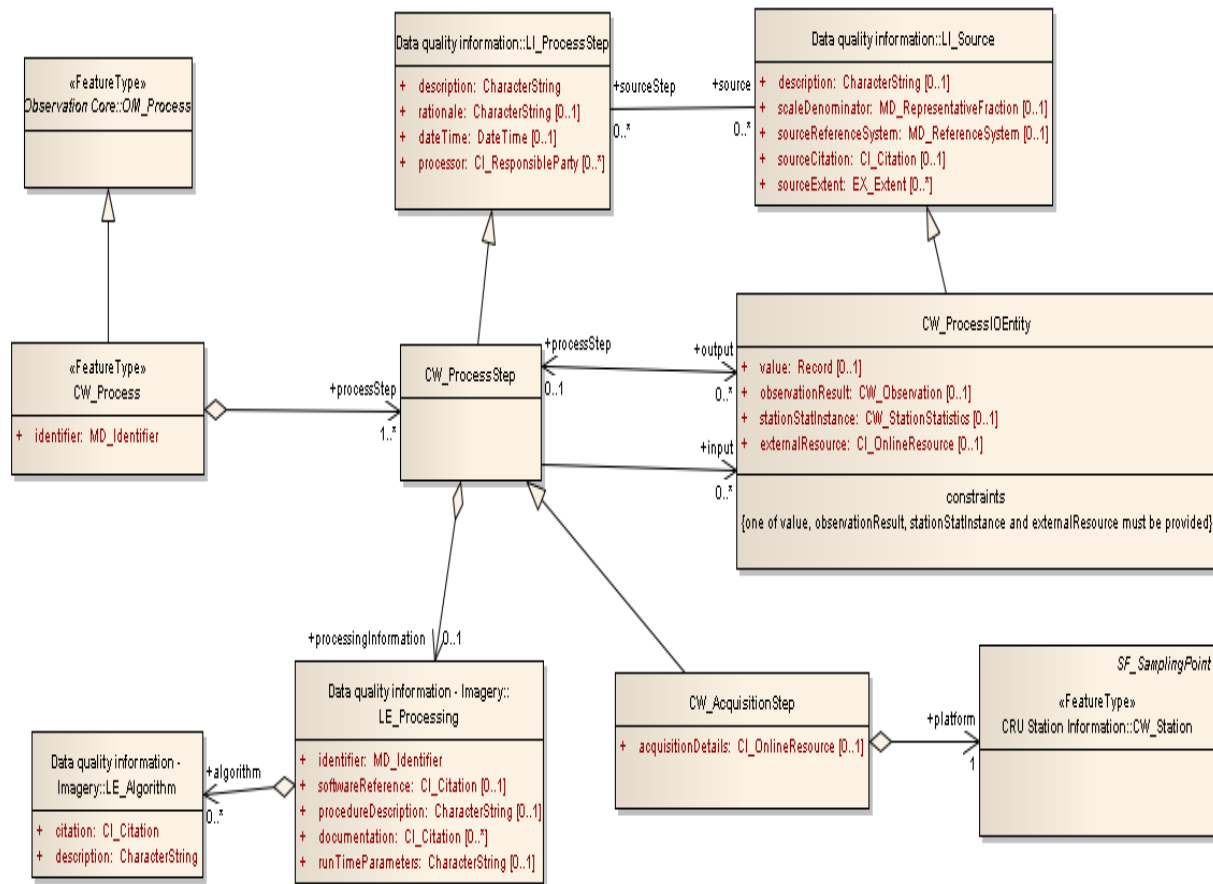 «FeatureType»
Observation Core::OM_Process
Data quality information::LI_ProcessStep
+ description: CharacterString
+ rationale: CharacterString [0..1]
+ dateTime: DateTime [0..1]
+ processor: CI_ResponsibleParty [0..*]
+sourceStep
0..*
+source
0..*
Data quality information::LI_Source
+ description: CharacterString [0..1]
+ scaleDenominator: MD_RepresentativeFraction [0..1]
+ sourceReferenceSystem: MD_ReferenceSystem [0..1]
+ sourceCitation: CI_Citation [0..1]
+ sourceExtent: EX_Extent [0..*]
«FeatureType»
CW_Process
+ identifier: MD_Identifier
+processStep
1..*
CW_ProcessStep
+processStep
0..1
+output
0..*
+input
0..*
CW_ProcessIOEntity
+ value: Record [0..1]
+ observationResult: CW_Observation [0..1]
+ stationStatInstance: CW_StationStatistics [0..1]
+ externalResource: CI_OnlineResource [0..1]
constraints
{one of value, observationResult, stationStatInstance and externalResource must be provided}
+processingInformation
0..1
Data quality information - Imagery::
LE_Processing
+ identifier: MD_Identifier
+ softwareReference: CI_Citation [0..1]
+ procedureDescription: CharacterString [0..1]
+ documentation: CI_Citation [0..*]
+ runTimeParameters: CharacterString [0..1]
+algorithm
0..*
Data quality information -
Imagery::LE_Algorithm
+ citation: CI_Citation
+ description: CharacterString
CW_AcquisitionStep
+ acquisitionDetails: CI_OnlineResource [0..1]
+platform
1
SF_SamplingPoint
«FeatureType»
CRU Station Information::CW_Station